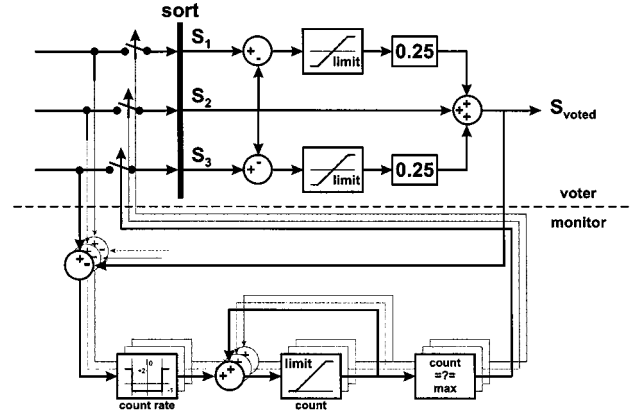 sort
S1
+ -
limit
0.25
S2
+ + +
Svoted
S3
+ -
limit
0.25
voter
monitor
+ -
+ -
+2
-1
count rate
+ +
+
limit
count
count
=?=
max